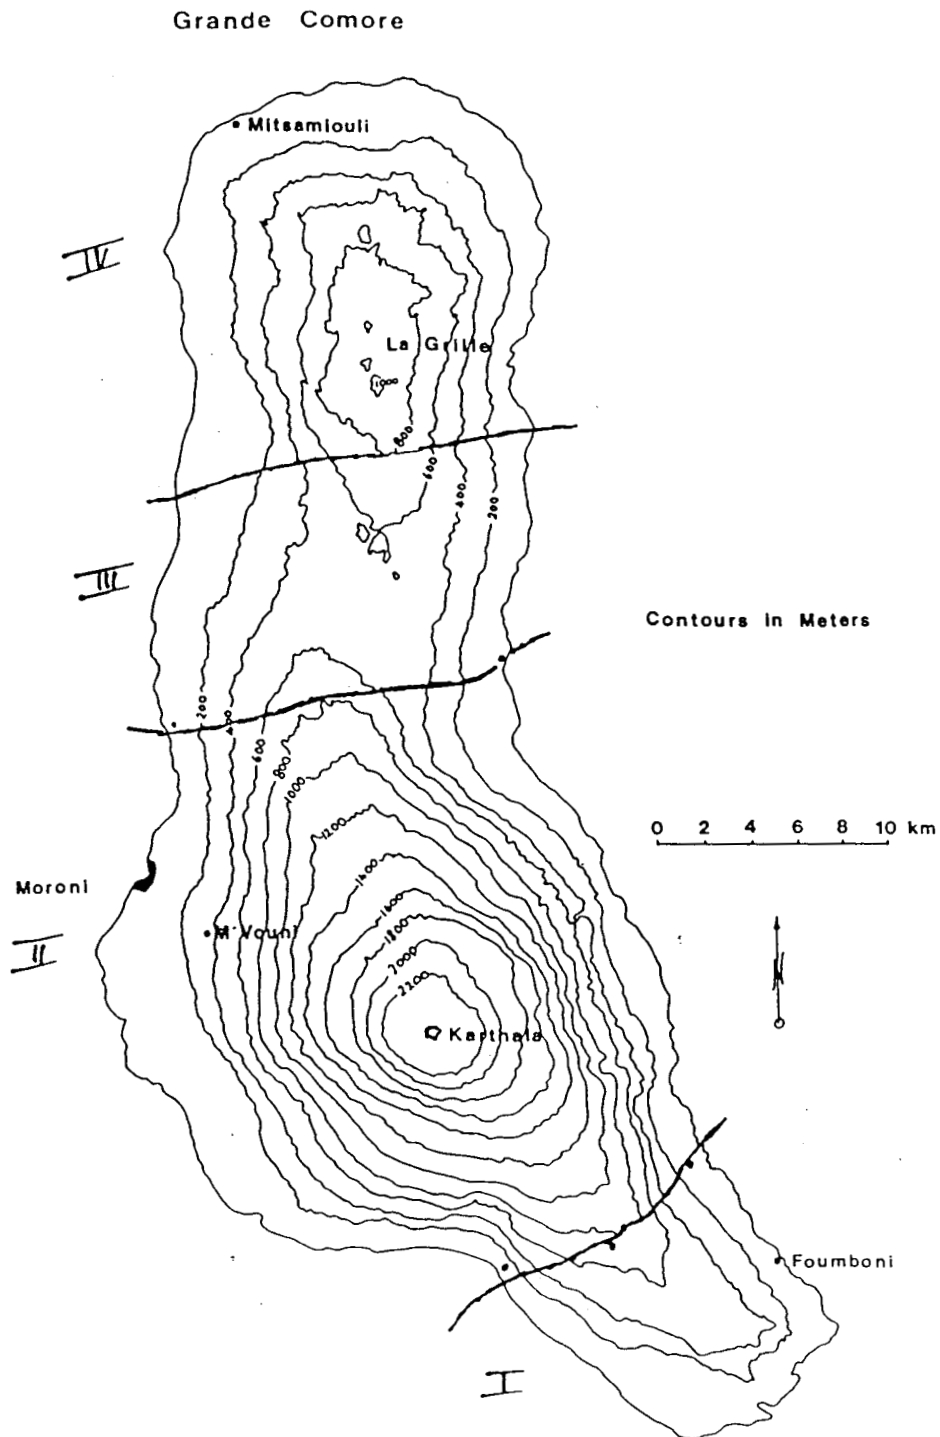 Grande Comore
Mitsamiouli
IV
La Grille
1000
800
600
400
200
III
Contours in Meters
200
400
600
800
1000
1200
1400
1600
1800
2000
2200
0 2 4 6 8 10 km
Moroni
M'Vouni
II
N
Karthala
Foumboni
I